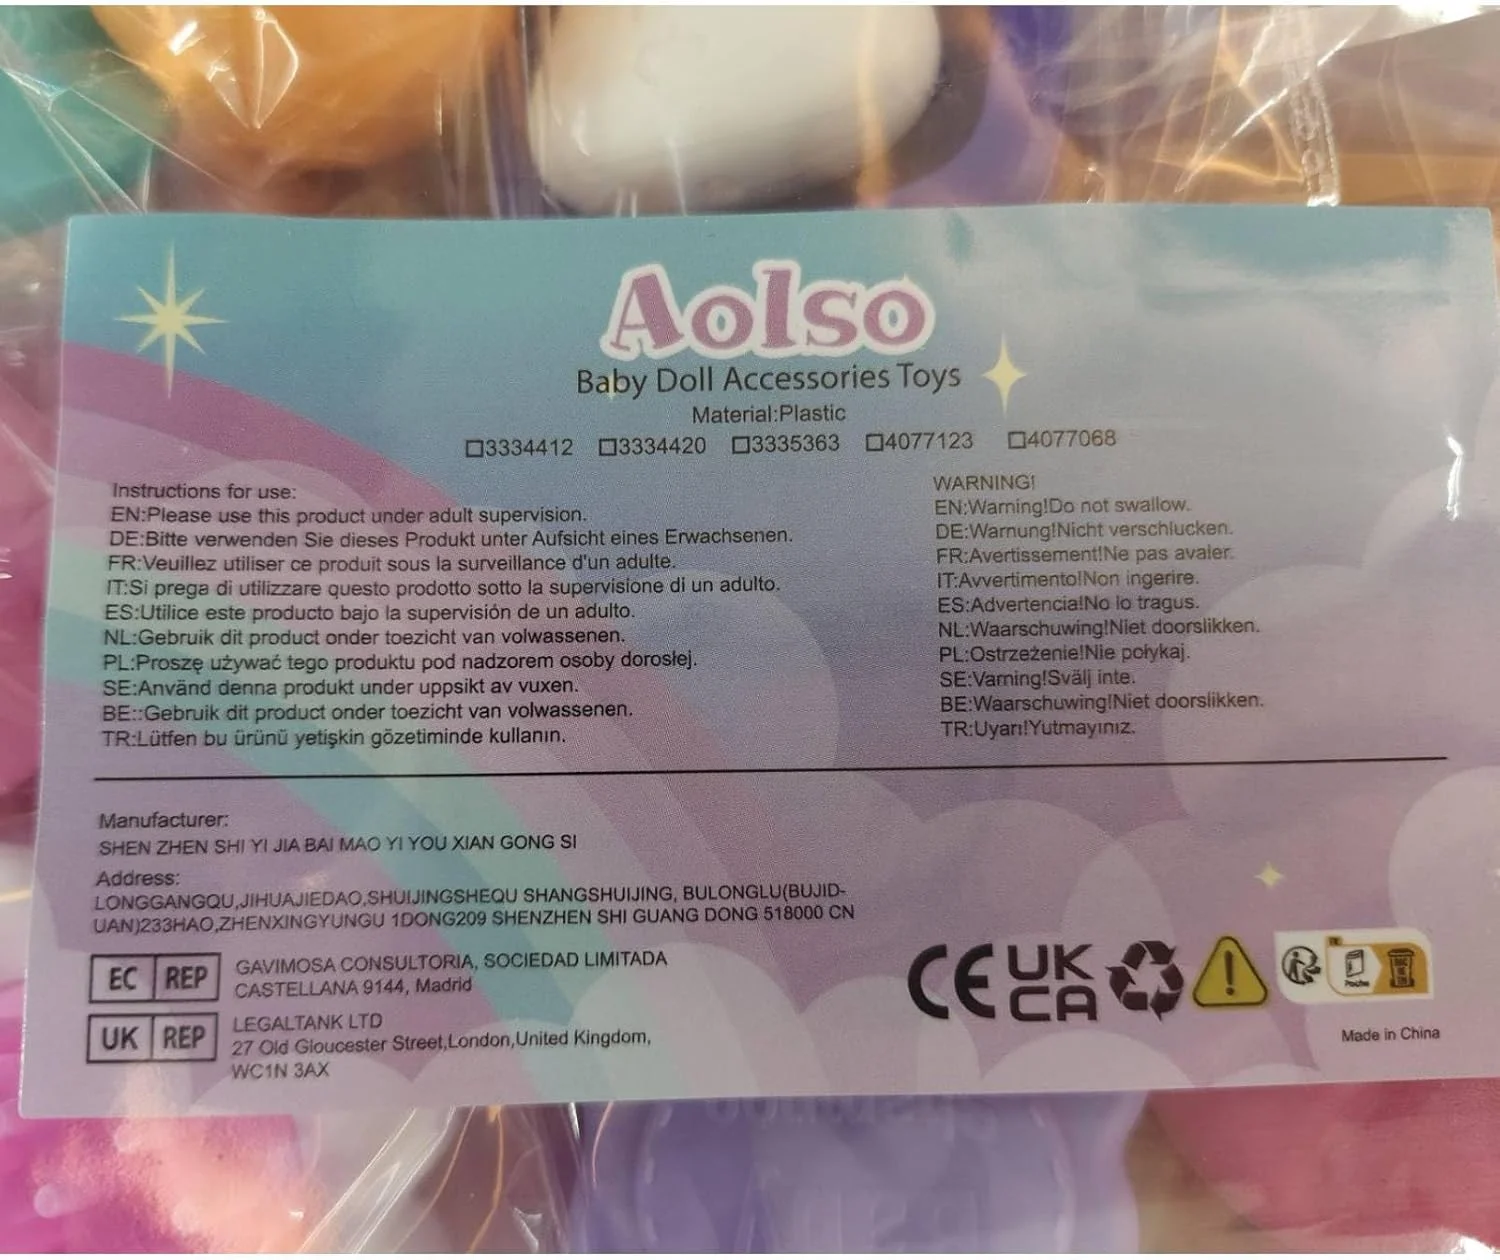 Aolso
Baby Doll Accessories Toys
Material:Plastic
☐3334412 ☐3334420 ☐3335363 ☐4077123 ☐4077068
Instructions for use:
EN:Please use this product under adult supervision.
DE:Bitte verwenden Sie dieses Produkt unter Aufsicht eines Erwachsenen.
FR:Veuillez utiliser ce produit sous la surveillance d'un adulte.
IT:Si prega di utilizzare questo prodotto sotto la supervisione di un adulto.
ES:Utilice este producto bajo la supervisión de un adulto.
NL:Gebruik dit product onder toezicht van volwassenen.
PL:Proszę używać tego produktu pod nadzorem osoby dorosłej.
SE:Använd denna produkt under uppsikt av vuxen.
BE::Gebruik dit product onder toezicht van volwassenen.
TR:Lütfen bu ürünü yetişkin gözetiminde kullanın.
WARNING!
EN:Warning!Do not swallow.
DE:Warnung!Nicht verschlucken.
FR:Avertissement!Ne pas avaler.
IT:Avvertimento!Non ingerire.
ES:Advertencia!No lo tragus.
NL:Waarschuwing!Niet doorslikken.
PL:Ostrzeżenie!Nie połykaj.
SE:Varning!Svälj inte.
BE:Waarschuwing!Niet doorslikken.
TR:Uyarı!Yutmayınız.
Manufacturer:
SHEN ZHEN SHI YI JIA BAI MAO YI YOU XIAN GONG SI
Address:
LONGGANGQU,JIHUAJIEDAO,SHUIJINGSHEQU SHANGSHUIJING, BULONGLU(BUJID-
UAN)233HAO,ZHENXINGYUNGU 1DONG209 SHENZHEN SHI GUANG DONG 518000 CN
EC REP
GAVIMOSA CONSULTORIA, SOCIEDAD LIMITADA
CASTELLANA 9144, Madrid
UK REP
LEGALTANK LTD
27 Old Gloucester Street,London,United Kingdom,
WC1N 3AX
CE
UK
CA
FR
Poche
Made in China